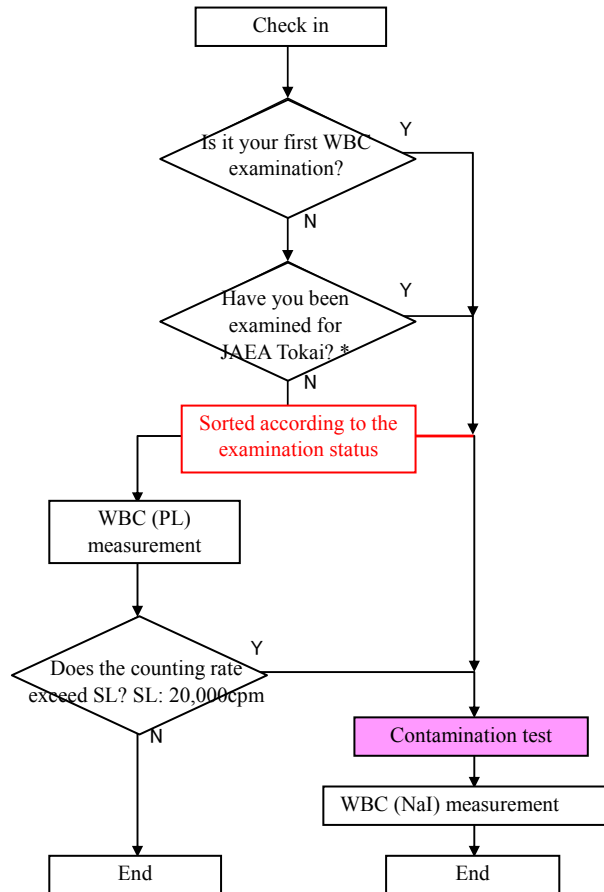 Check in
Y
Is it your first WBC
examination?
N
Y
Have you been
examined for
JAEA Tokai? *
N
Sorted according to the
examination status
WBC (PL)
measurement
Y
Does the counting rate
exceed SL? SL: 20,000cpm
N
Contamination test
WBC (NaI) measurement
End
End